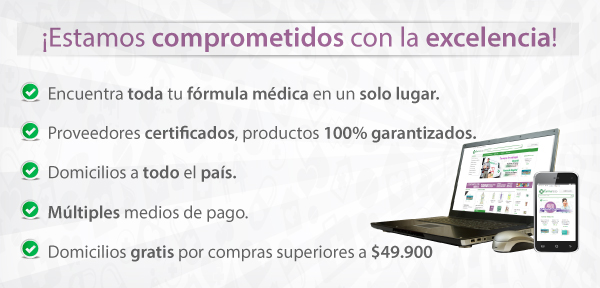 ¡Estamos comprometidos con la excelencia!
Encuentra toda tu fórmula médica en un solo lugar.
Proveedores certificados, productos 100% garantizados.
Domicilios a todo el país.
Múltiples medios de pago.
Domicilios gratis por compras superiores a $49.900